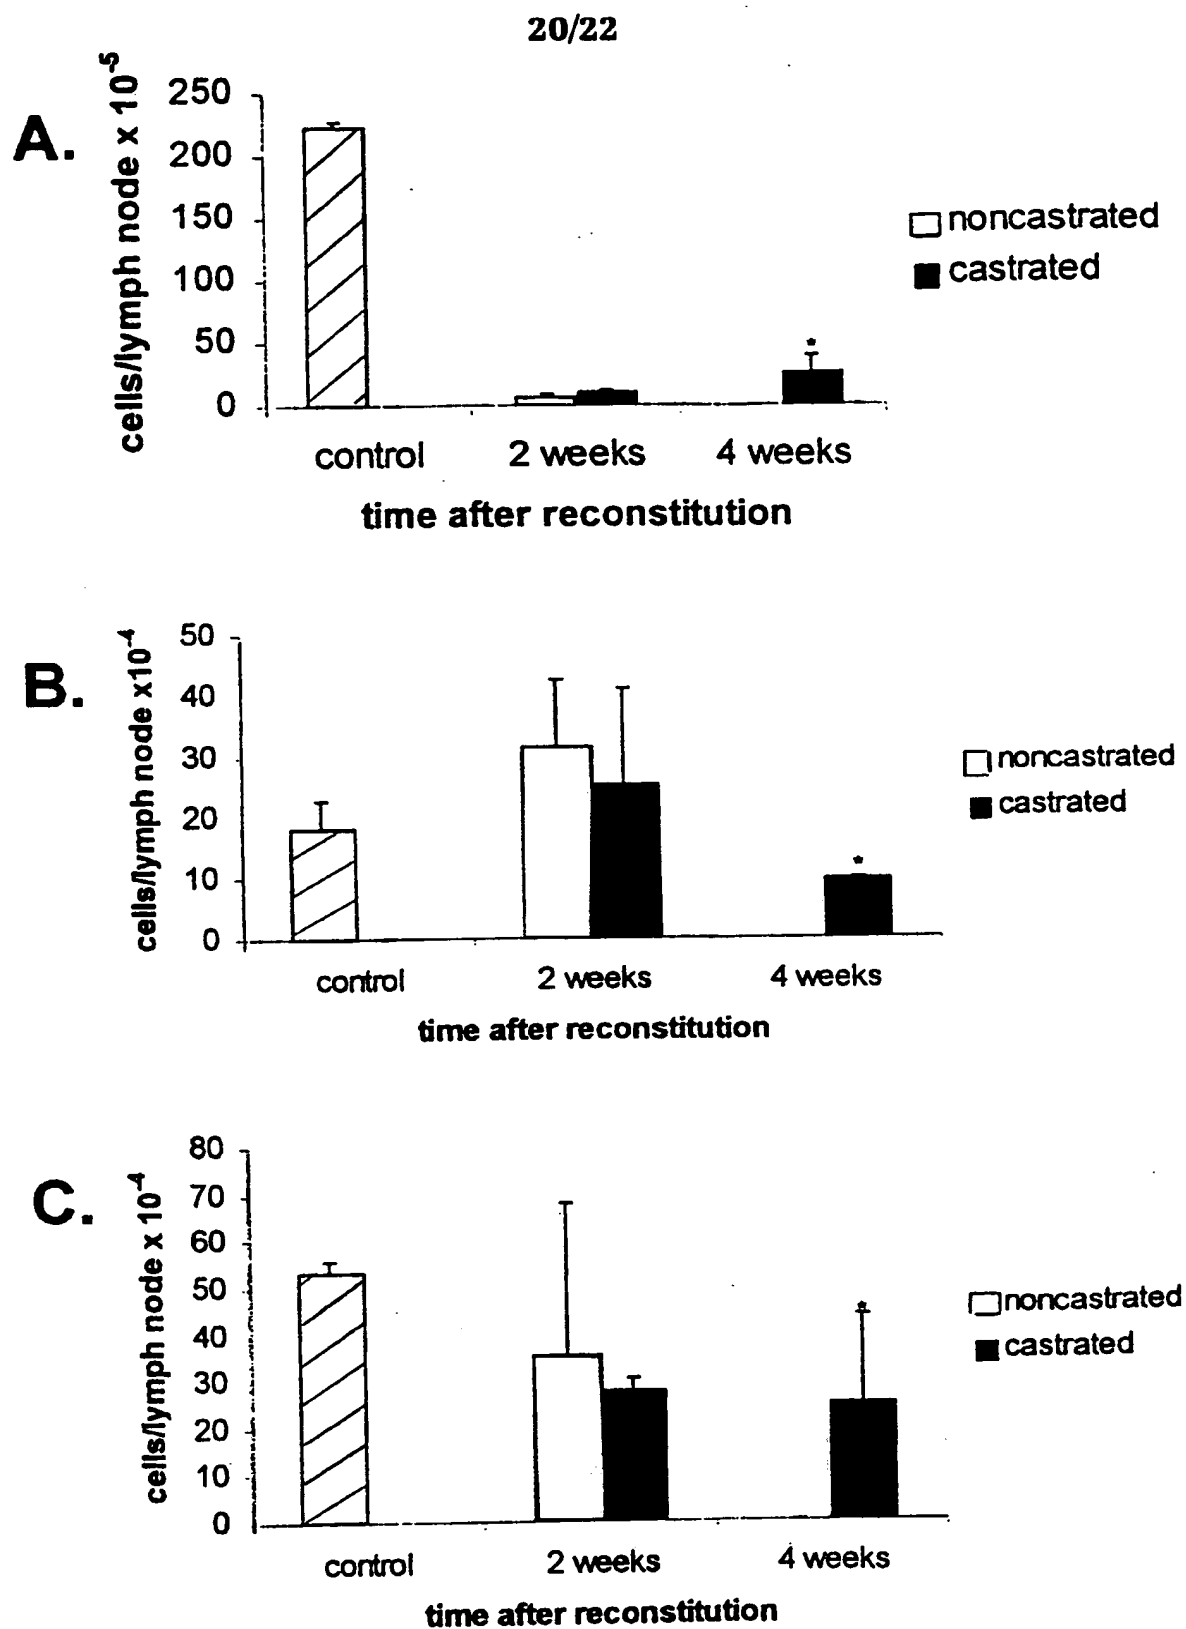 20/22
A.
cells/lymph node x 10-5
250
200
150
100
50
0
noncastrated
castrated
*
control
2 weeks
4 weeks
time after reconstitution
B.
cells/lymph node x10-4
50
40
30
20
10
0
noncastrated
castrated
*
control
2 weeks
4 weeks
time after reconstitution
C.
cells/lymph node x 10-4
80
70
60
50
40
30
20
10
0
noncastrated
castrated
*
control
2 weeks
4 weeks
time after reconstitution